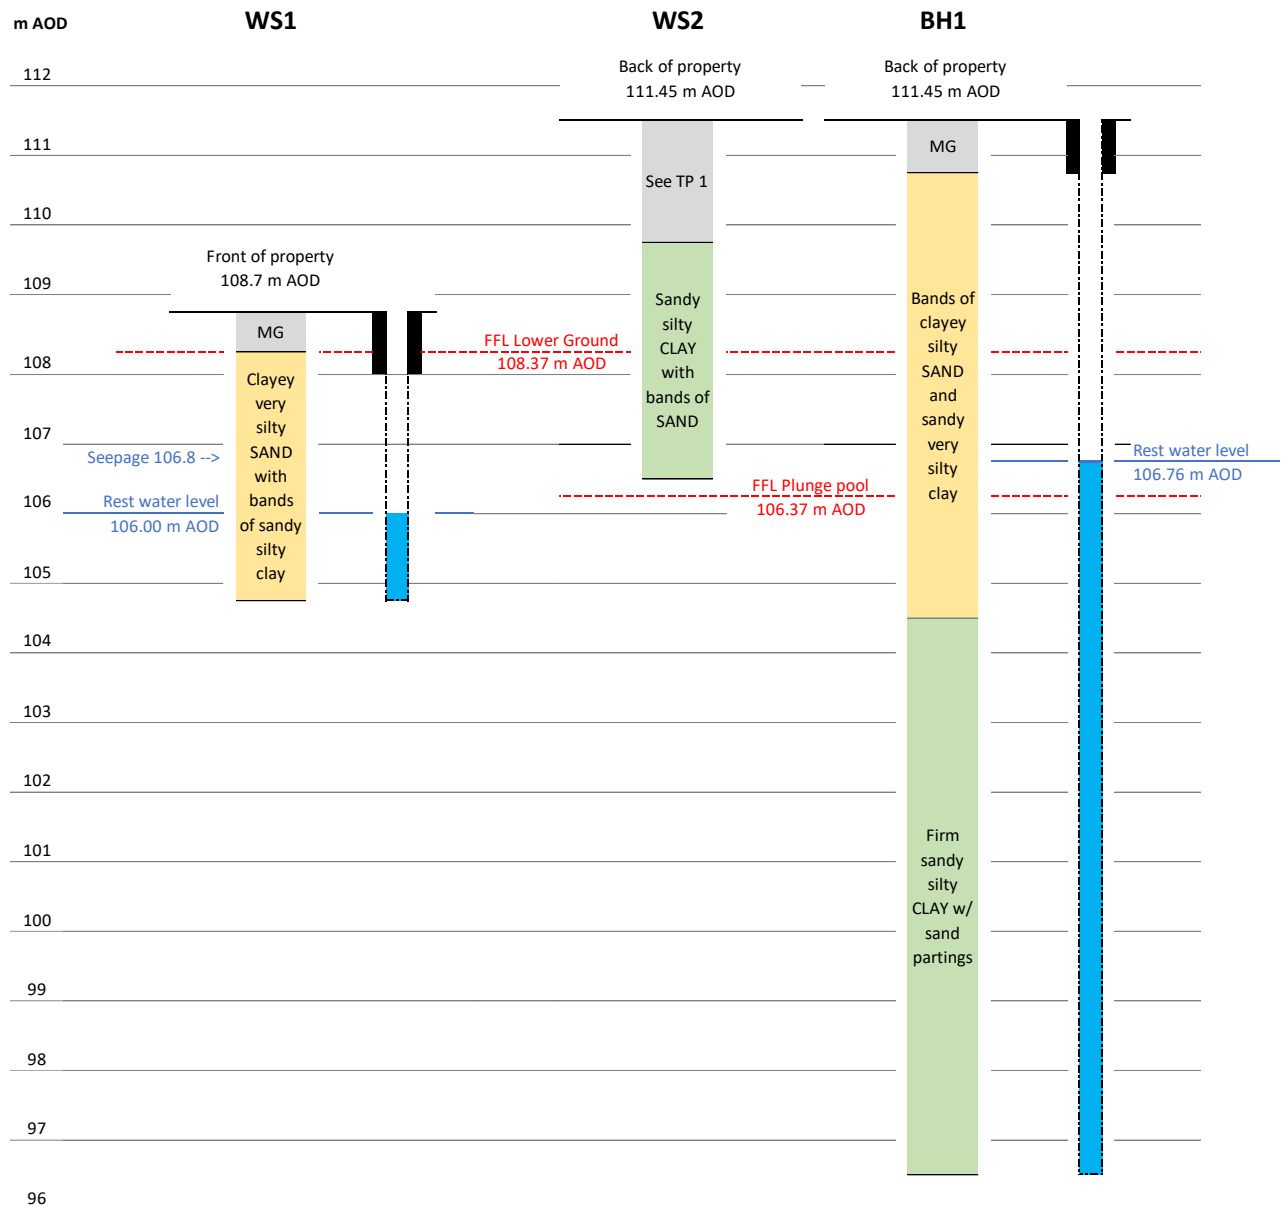 m AOD
WS1
WS2
BH1
112
Back of property
111.45 m AOD
Back of property
111.45 m AOD
111
MG
See TP 1
110
Front of property
108.7 m AOD
109
MG
Sandy
silty
CLAY
with
bands of
SAND
Bands of
clayey
silty
SAND
and
sandy
very
silty
clay
FFL Lower Ground
108.37 m AOD
108
Clayey
very
silty
SAND
with
bands
of sandy
silty
clay
107
Seepage 106.8 -->
Rest water level
106.76 m AOD
FFL Plunge pool
106.37 m AOD
106
Rest water level
106.00 m AOD
105
104
103
102
101
Firm
sandy
silty
CLAY w/
sand
partings
100
99
98
97
96